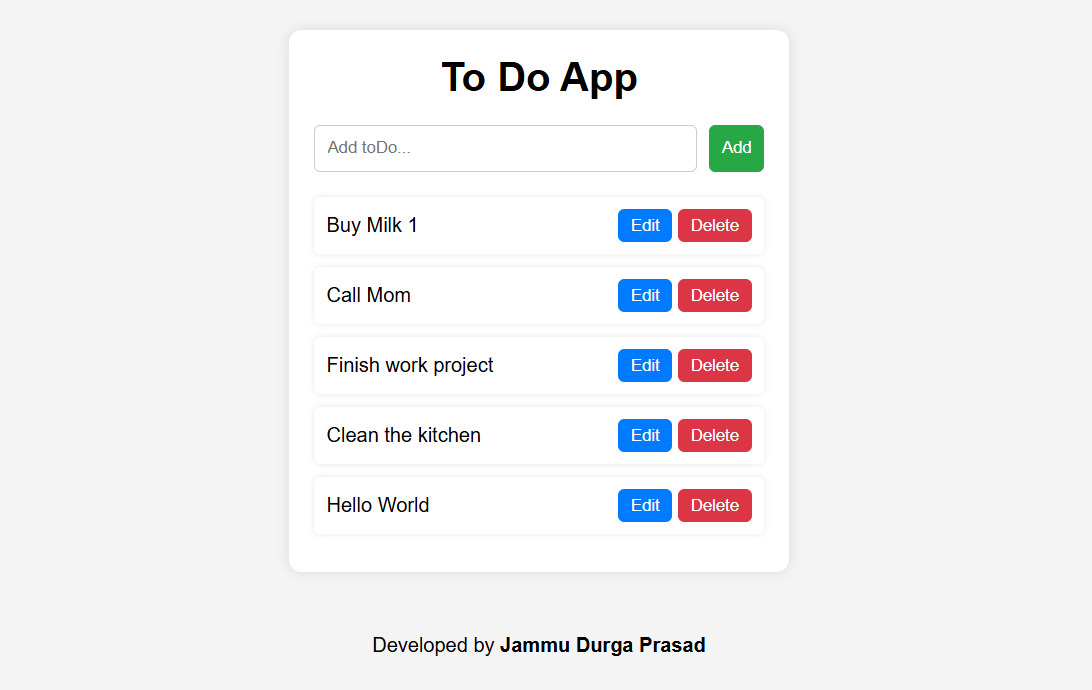 To Do App
Add toDo... Add
Buy Milk 1 Edit Delete
Call Mom Edit Delete
Finish work project Edit Delete
Clean the kitchen Edit Delete
Hello World Edit Delete
Developed by Jammu Durga Prasad